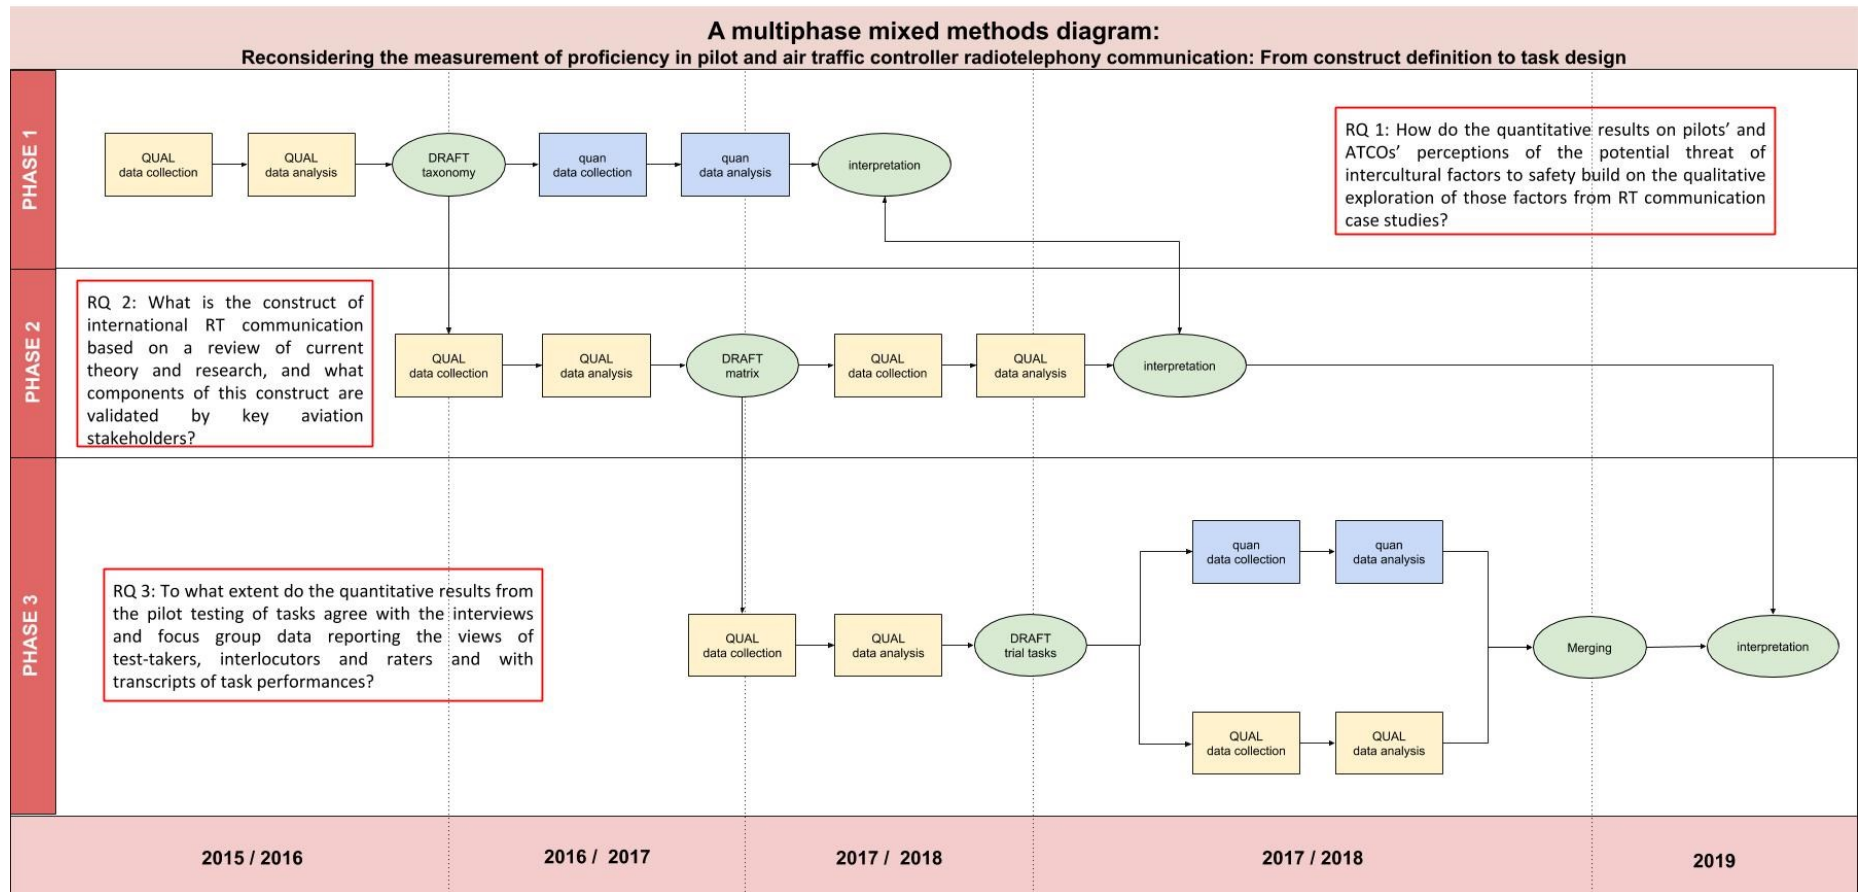 A multiphase mixed methods diagram:
Reconsidering the measurement of proficiency in pilot and air traffic controller radiotelephony communication: From construct definition to task design
PHASE 1
QUAL
data collection
QUAL
data analysis
DRAFT
taxonomy
quan
data collection
quan
data analysis
interpretation
RQ 1: How do the quantitative results on pilots’ and
ATCOs’ perceptions of the potential threat of
intercultural factors to safety build on the qualitative
exploration of those factors from RT communication
case studies?
PHASE 2
RQ 2: What is the construct of
international RT communication
based on a review of current
theory and research, and what
components of this construct are
validated by key aviation
stakeholders?
QUAL
data collection
QUAL
data analysis
DRAFT
matrix
QUAL
data collection
QUAL
data analysis
interpretation
PHASE 3
RQ 3: To what extent do the quantitative results from
the pilot testing of tasks agree with the interviews
and focus group data reporting the views of
test-takers, interlocutors and raters and with
transcripts of task performances?
QUAL
data collection
QUAL
data analysis
DRAFT
trial tasks
quan
data collection
quan
data analysis
QUAL
data collection
QUAL
data analysis
Merging
interpretation
2015 / 2016
2016 / 2017
2017 / 2018
2017 / 2018
2019